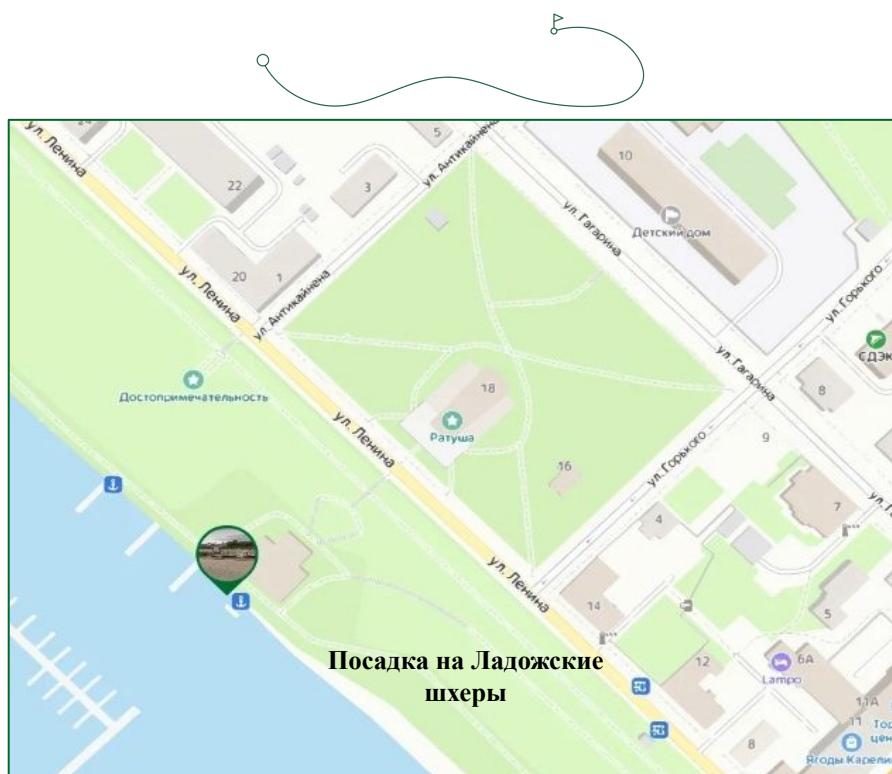 5
ул. Ленина
22
3
ул. Антикайнена
10
Детский дом
ул. Гагарина
ул. Горького
СДЭК
20
1
ул. Ленина
ул. Антикайнена
Достопримечательность
ул. Гагарина
8
18
Ратуша
ул. Ленина
16
ул. Горького
9
4
7
ул. Ленина
14
5
Посадка на Ладожские
шхеры
12
6А
Lampo
11А
11
8
Ягоды Карелии